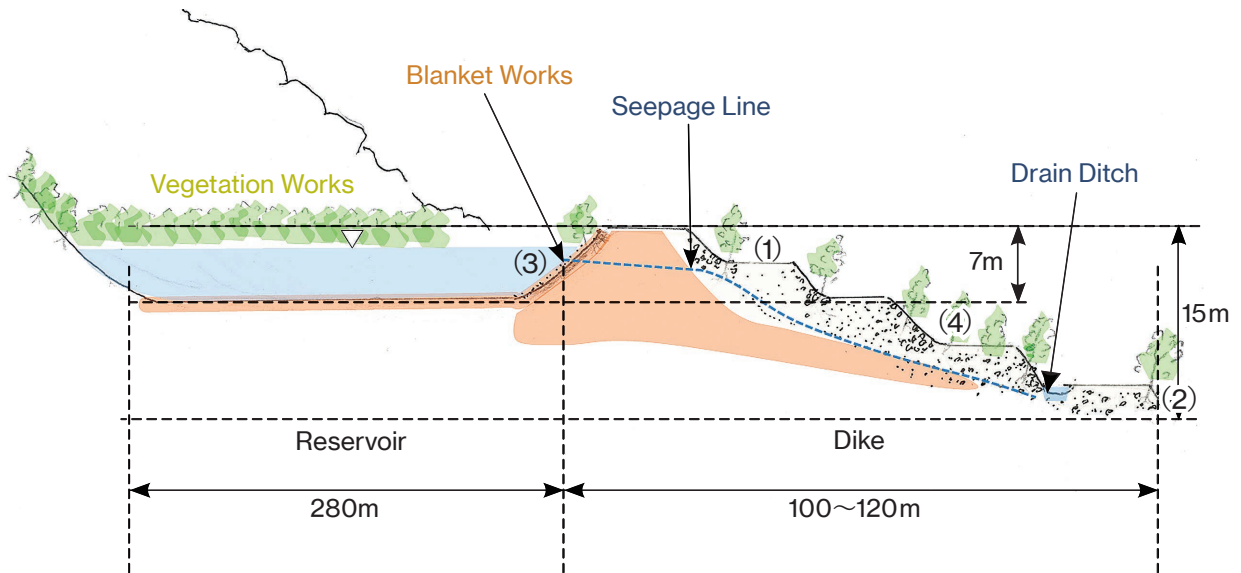 Blanket Works
Seepage Line
Vegetation Works
Drain Ditch
(1)
(3)
7m
(4)
15m
(2)
Reservoir
Dike
280m
100～120m